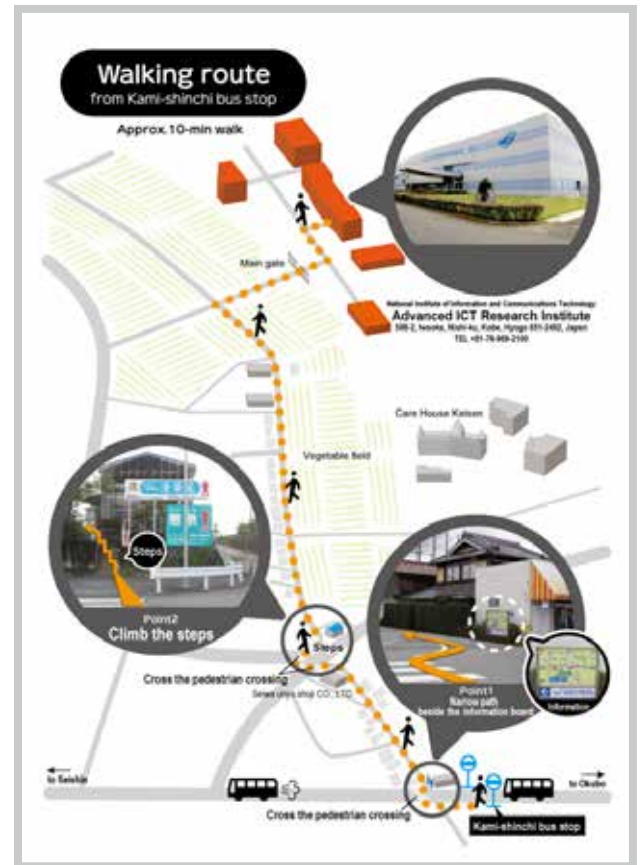 Walking route
from Kami-shinchi bus stop
Approx. 10-min walk
Main gate
National Institute of Information and Communications Technology
Advanced ICT Research Institute
588-2, Iwaoka, Nishi-ku, Kobe, Hyogo 651-2492, Japan
TEL +81-78-969-2100
Care House Keisen
Vegetable field
Steps
Point2
Climb the steps
Steps
Cross the pedestrian crossing
CO., LTD
Point1
Narrow path
beside the information board
Information
to Seishin
to Okubo
Cross the pedestrian crossing
Kami-shinchi bus stop